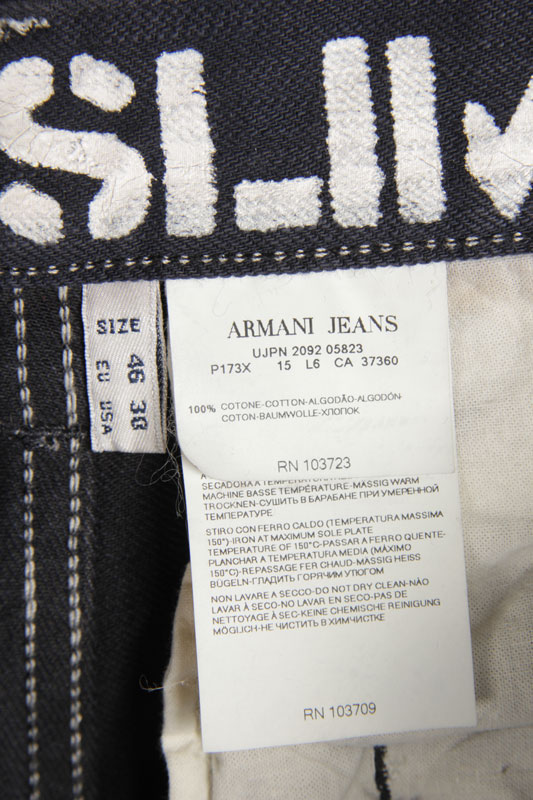 SLIM
SIZE
46 EU
30 USA
ARMANI JEANS
UJPN 2092 05823
P173X 15 L6 CA 37360
100% COTONE-COTTON-ALGODÃO-ALGODÓN-
COTON-BAUMWOLLE-ХЛОПОК
RN 103723
SECADORA A TEMPERATURA
MACHINE BASSE TEMPÉRATURE-MÄSSIG WARM
TROCKNEN-СУШИТЬ В БАРАБАНЕ ПРИ УМЕРЕННОЙ
ТЕМПЕРАТУРЕ
STIRO CON FERRO CALDO (TEMPERATURA MASSIMA
150°)-IRON AT MAXIMUM SOLE PLATE
TEMPERATURE OF 150°C-PASSAR A FERRO QUENTE-
PLANCHAR A TEMPERATURA MEDIA (MÁXIMO
150°C)-REPASSAGE FER CHAUD-MÄSSIG HEISS
BÜGELN-ГЛАДИТЬ ГОРЯЧИМ УТЮГОМ
NON LAVARE A SECCO-DO NOT DRY CLEAN-NÃO
LAVAR À SECO-NO LAVAR EN SECO-PAS DE
NETTOYAGE À SEC-KEINE CHEMISCHE REINIGUNG
MÖGLICH-НЕ ЧИСТИТЬ В ХИМЧИСТКЕ
RN 103709